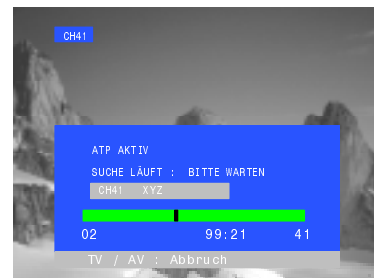 CH41
ATP AKTIV
SUCHE LÄUFT : BITTE WARTEN
CH41 XYZ
02 99:21 41
TV / AV : Abbruch